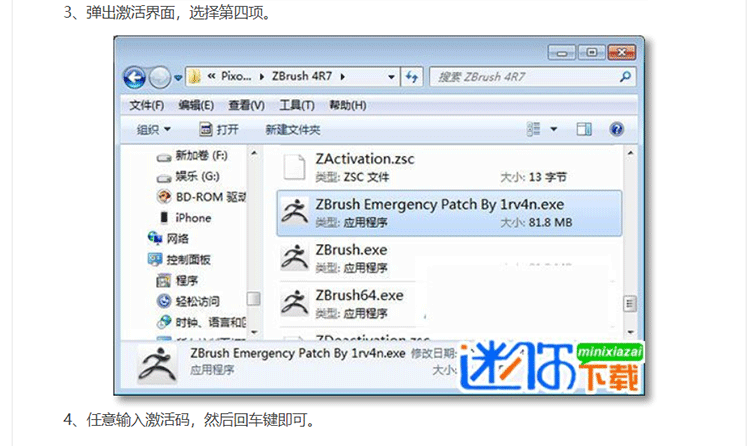 3、弹出激活界面，选择第四项。
« Pixo... ▸ ZBrush 4R7 ▸
搜索 ZBrush 4R7
文件(F) 编辑(E) 查看(V) 工具(T) 帮助(H)
组织 打开 新建文件夹
新加卷 (F:)
娱乐 (G:)
BD-ROM 驱动
iPhone
网络
控制面板
程序
轻松访问
时钟、语言和区
ZActivation.zsc
类型: ZSC 文件 大小: 13 字节
ZBrush Emergency Patch By 1rv4n.exe
类型: 应用程序 大小: 81.8 MB
ZBrush.exe
类型: 应用程序
ZBrush64.exe
类型: 应用程序
ZDeactivation.zsc
ZBrush Emergency Patch By 1rv4n.exe 修改日期:
应用程序 大小:
迷你下载
minixiazai
4、任意输入激活码，然后回车键即可。